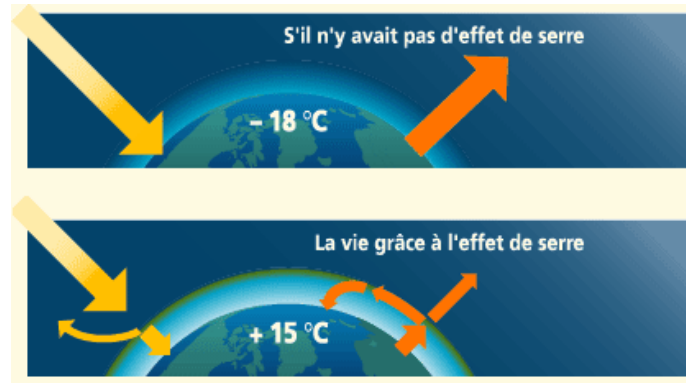 S'il n'y avait pas d'effet de serre
– 18 °C
La vie grâce à l'effet de serre
+ 15 °C